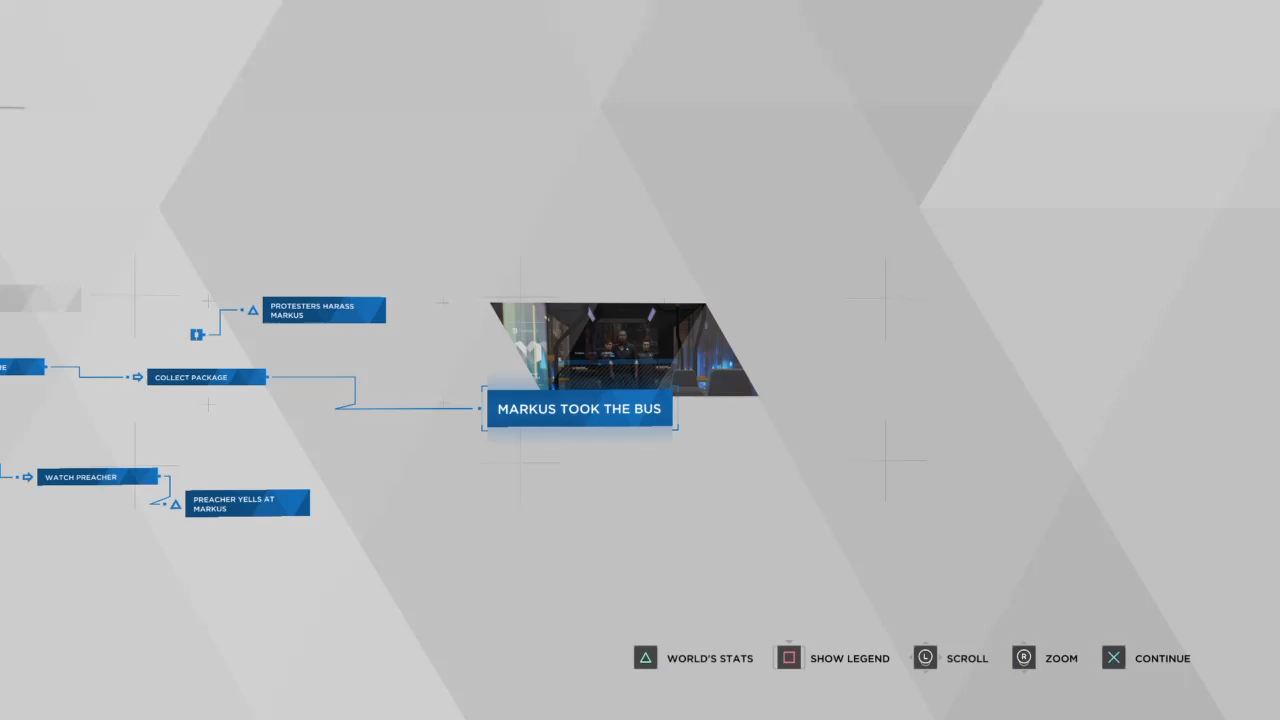 PROTESTERS HARASS
MARKUS
COLLECT PACKAGE
MARKUS TOOK THE BUS
WATCH PREACHER
PREACHER YELLS AT
MARKUS
WORLD'S STATS
SHOW LEGEND
L
SCROLL
R
ZOOM
CONTINUE